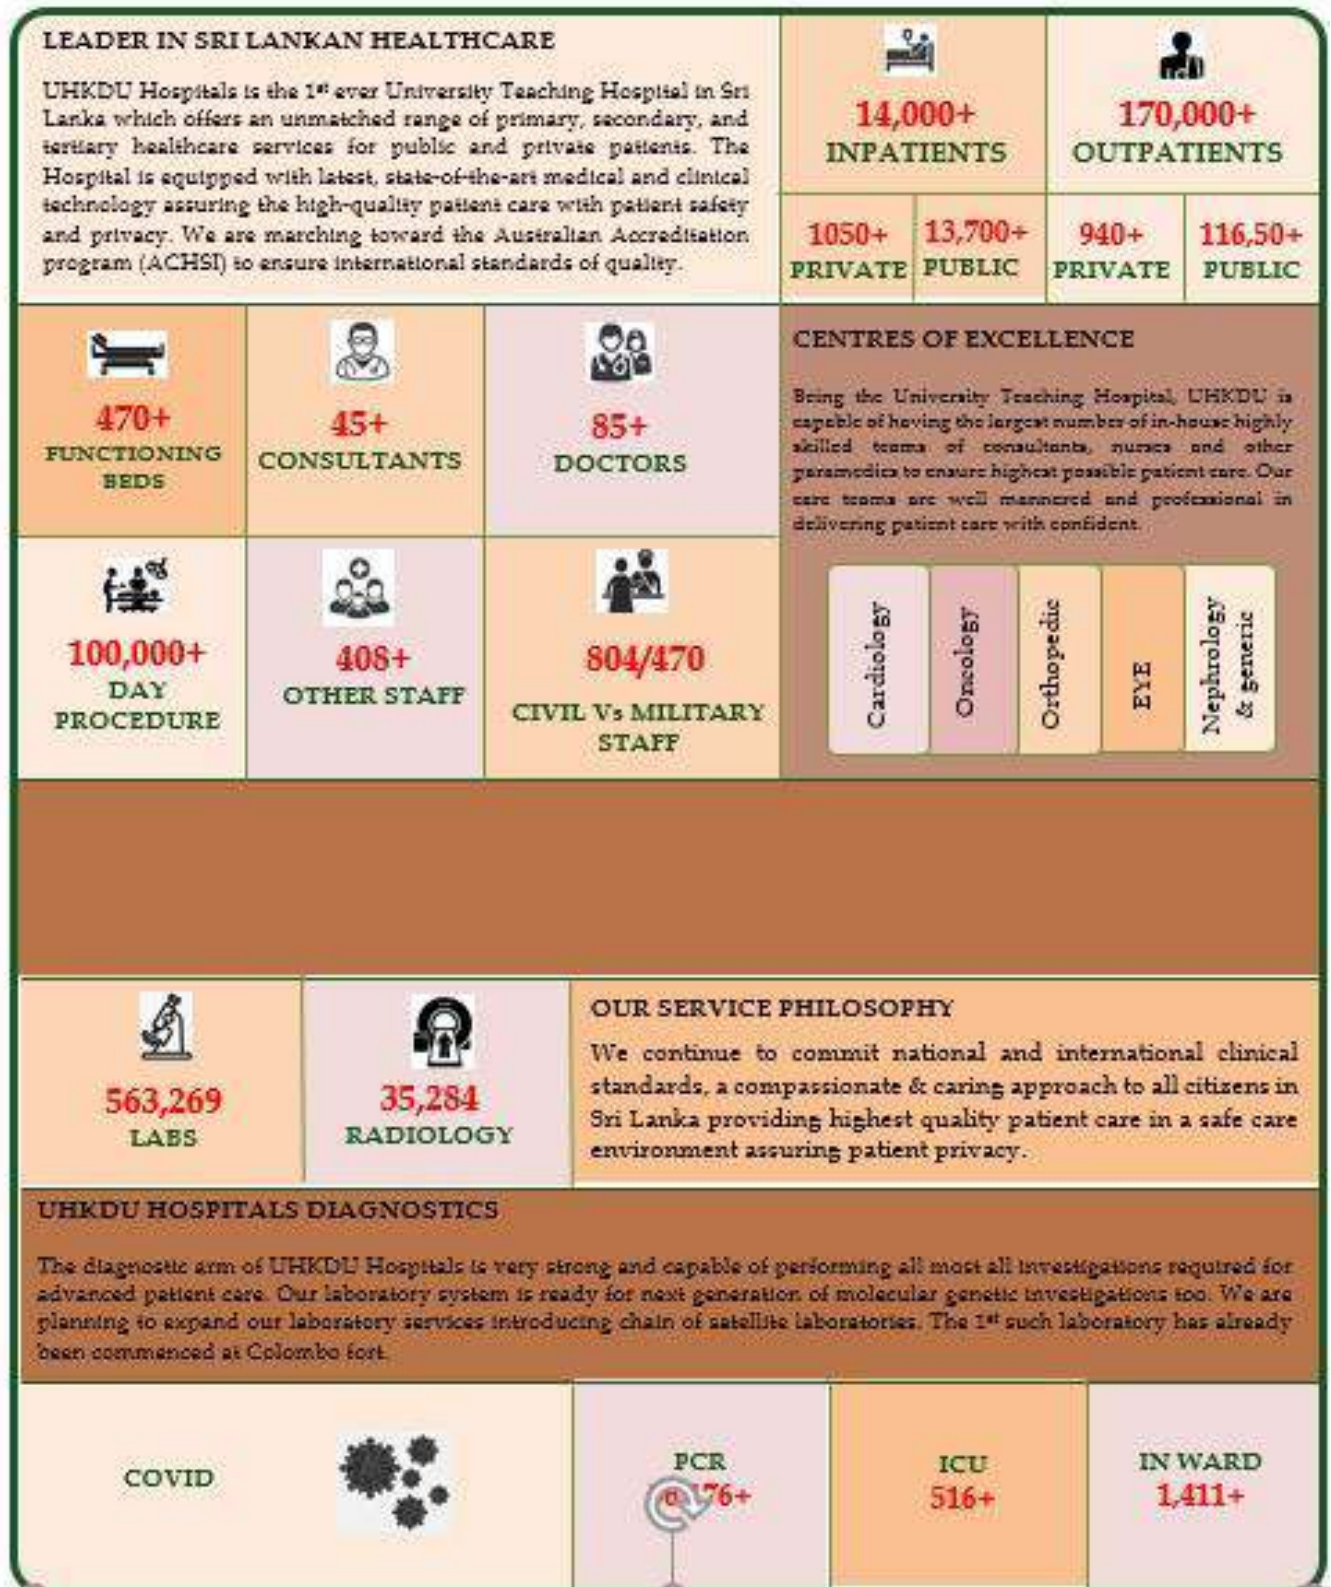 LEADER IN SRI LANKAN HEALTHCARE
UHKDU Hospitals is the 1st ever University Teaching Hospital in Sri
Lanka which offers an unmatched range of primary, secondary, and
tertiary healthcare services for public and private patients. The
Hospital is equipped with latest, state-of-the-art medical and clinical
technology assuring the high-quality patient care with patient safety
and privacy. We are marching toward the Australian Accreditation
program (ACHSI) to ensure international standards of quality.
14,000+
INPATIENTS
170,000+
OUTPATIENTS
1050+
PRIVATE
13,700+
PUBLIC
940+
PRIVATE
116,50+
PUBLIC
470+
FUNCTIONING
BEDS
45+
CONSULTANTS
85+
DOCTORS
CENTRES OF EXCELLENCE
Being the University Teaching Hospital, UHKDU is
capable of having the largest number of in-house highly
skilled teams of consultants, nurses and other
paramedics to ensure highest possible patient care. Our
care teams are well mannered and professional in
delivering patient care with confident.
100,000+
DAY
PROCEDURE
408+
OTHER STAFF
804/470
CIVIL Vs MILITARY
STAFF
Cardiology
Oncology
Orthopedic
EYE
Nephrology
& generic
563,269
LABS
35,284
RADIOLOGY
OUR SERVICE PHILOSOPHY
We continue to commit national and international clinical
standards, a compassionate & caring approach to all citizens in
Sri Lanka providing highest quality patient care in a safe care
environment assuring patient privacy.
UHKDU HOSPITALS DIAGNOSTICS
The diagnostic arm of UHKDU Hospitals is very strong and capable of performing all most all investigations required for
advanced patient care. Our laboratory system is ready for next generation of molecular genetic investigations too. We are
planning to expand our laboratory services introducing chain of satellite laboratories. The 1st such laboratory has already
been commenced at Colombo fort.
COVID
PCR
ICU
516+
IN WARD
1,411+